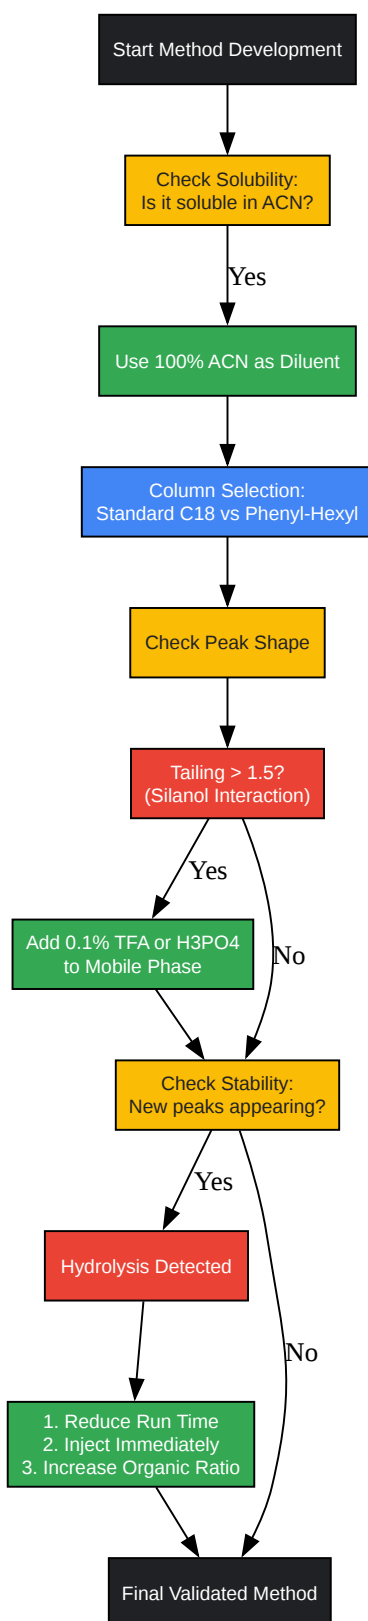 Start Method Development
Check Solubility:
Is it soluble in ACN?
Yes
Use 100% ACN as Diluent
Column Selection:
Standard C18 vs Phenyl-Hexyl
Check Peak Shape
Tailing > 1.5?
(Silanol Interaction)
Yes
Add 0.1% TFA or H3PO4
to Mobile Phase
No
Check Stability:
New peaks appearing?
Yes
Hydrolysis Detected
No
1. Reduce Run Time
2. Inject Immediately
3. Increase Organic Ratio
Final Validated Method